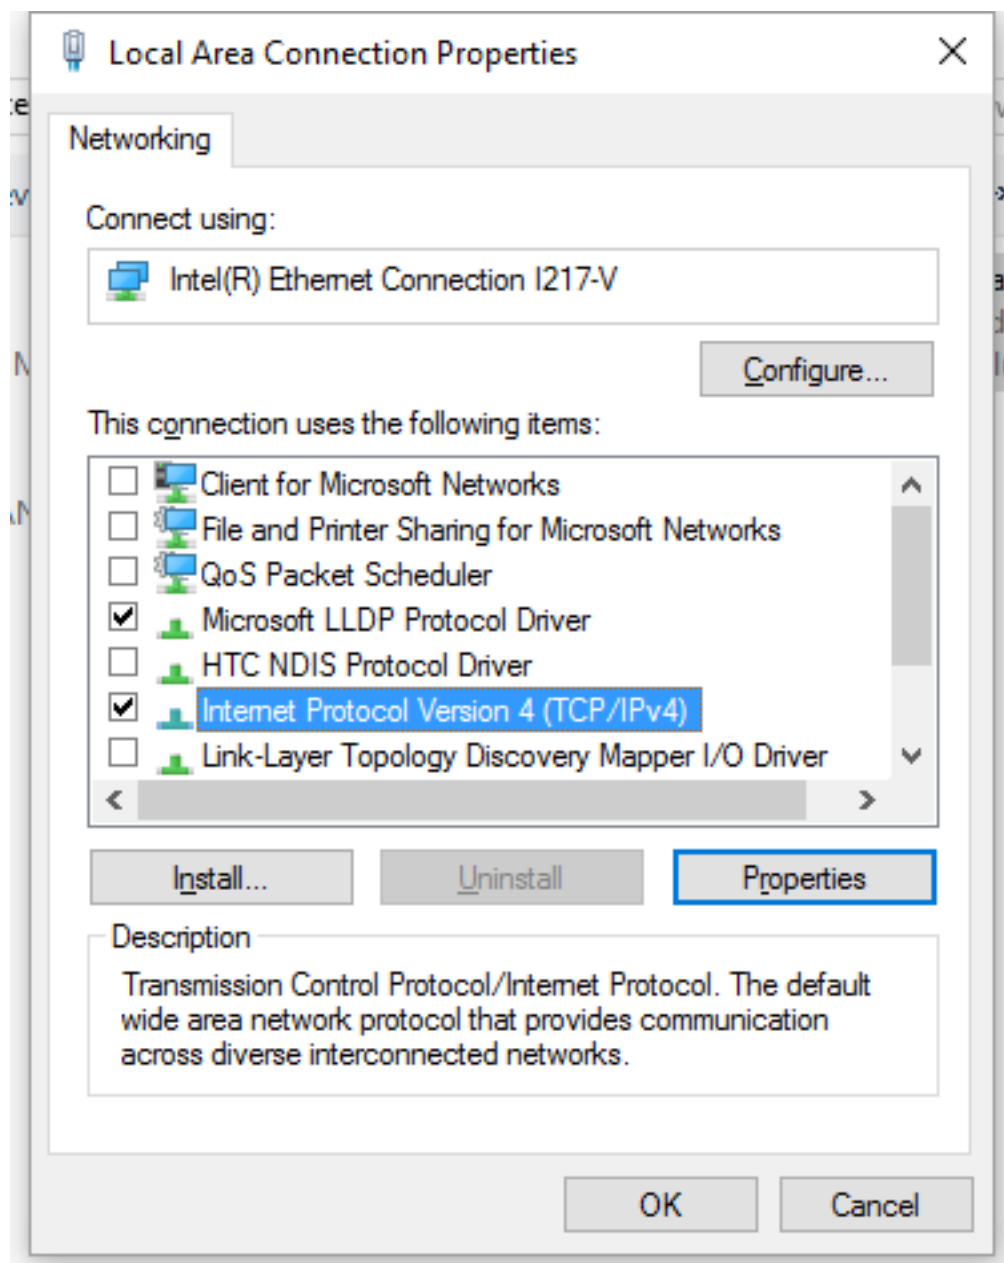 Local Area Connection Properties
Networking
Connect using:
Intel(R) Ethernet Connection I217-V
Configure...
This connection uses the following items:
Client for Microsoft Networks
File and Printer Sharing for Microsoft Networks
QoS Packet Scheduler
Microsoft LLDP Protocol Driver
HTC NDIS Protocol Driver
Internet Protocol Version 4 (TCP/IPv4)
Link-Layer Topology Discovery Mapper I/O Driver
Install...
Uninstall
Properties
Description
Transmission Control Protocol/Internet Protocol. The default
wide area network protocol that provides communication
across diverse interconnected networks.
OK
Cancel